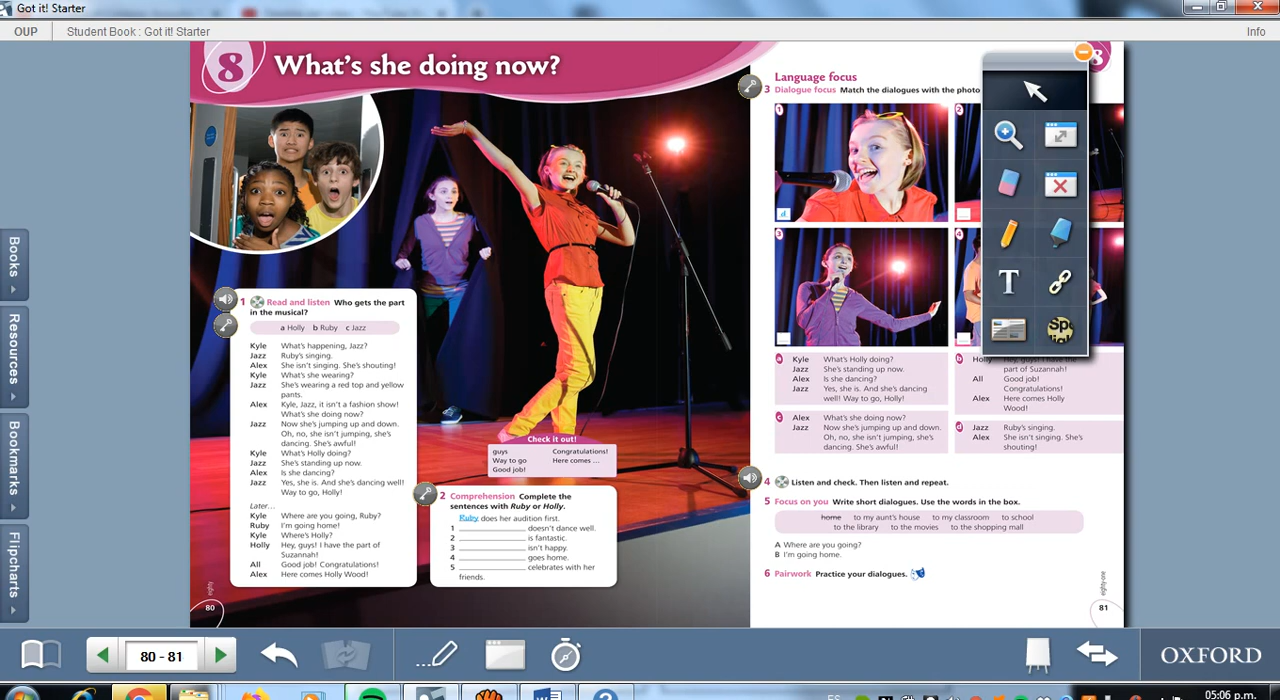 Got it! Starter
OUP
Student Book : Got it! Starter
Info
8
What's she doing now?
1 Read and listen Who gets the part
in the musical?
a Holly b Ruby c Jazz
Kyle What's happening, Jazz?
Jazz Ruby's singing.
Alex She isn't singing. She's shouting!
Kyle What's she wearing?
Jazz She's wearing a red top and yellow
pants.
Alex Kyle, Jazz, it isn't a fashion show!
What's she doing now?
Jazz Now she's jumping up and down.
Oh, no, she isn't jumping, she's
dancing. She's awful!
Kyle What's Holly doing?
Jazz She's standing up now.
Alex Is she dancing?
Jazz Yes, she is. And she's dancing well!
Way to go, Holly!
Later...
Kyle Where are you going, Ruby?
Ruby I'm going home!
Kyle Where's Holly?
Holly Hey, guys! I have the part of
Suzannah!
All Good job! Congratulations!
Alex Here comes Holly Wood!
eighty
80
Check it out!
guys Congratulations!
Way to go Here comes ...
Good job!
2 Comprehension Complete the
sentences with Ruby or Holly.
Ruby does her audition first.
1 ____________ doesn't dance well.
2 ____________ is fantastic.
3 ____________ isn't happy.
4 ____________ goes home.
5 ____________ celebrates with her
friends.
8
Language focus
3 Dialogue focus Match the dialogues with the photo
1
d
2
3
4
a Kyle What's Holly doing?
Jazz She's standing up now.
Alex Is she dancing?
Jazz Yes, she is. And she's dancing
well! Way to go, Holly!
b Holly Hey, guys! I have the
part of Suzannah!
All Good job!
Congratulations!
Alex Here comes Holly
Wood!
c Alex What's she doing now?
Jazz Now she's jumping up and down.
Oh, no, she isn't jumping, she's
dancing. She's awful!
d Jazz Ruby's singing.
Alex She isn't singing. She's
shouting!
4 Listen and check. Then listen and repeat.
5 Focus on you Write short dialogues. Use the words in the box.
home to my aunt's house to my classroom to school
to the library to the movies to the shopping mall
A Where are you going?
B I'm going home.
6 Pairwork Practice your dialogues.
eighty-one
81
T
Books
Resources
Bookmarks
Flipcharts
80 - 81
OXFORD
ES
05:06 p.m.